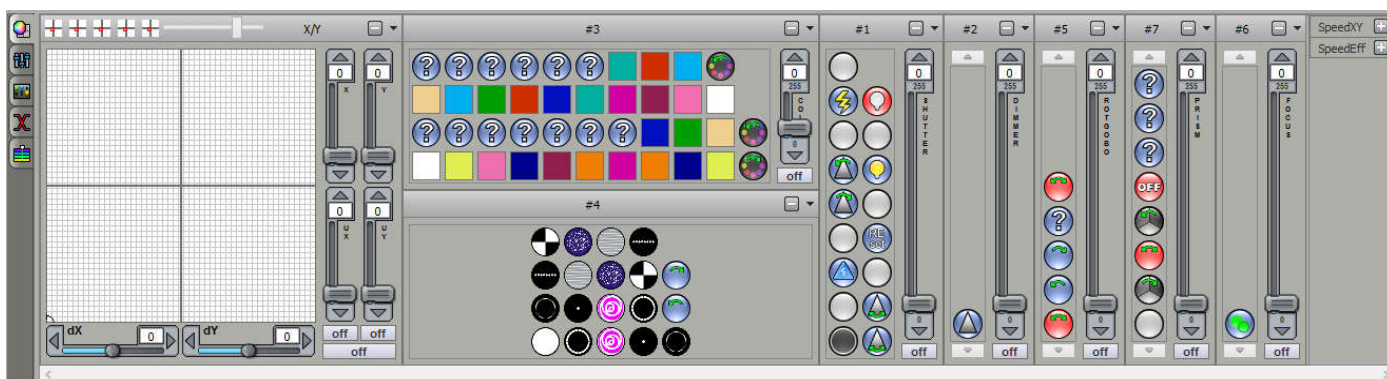 X/Y
#3
#1
#2
#5
#7
#6
SpeedXY
SpeedEff
0
X
0
Y
0
UX
0
UY
dX
0
dY
0
off
off
off
? ? ? ? ? ?
? ? ? ? ? ? ?
0
255
0
off
#4
RE
set
0
255
SHUTTER
0
off
0
255
DIMMER
0
off
?
0
255
ROTGOBO
0
off
?
?
?
OFF
0
255
PRISM
0
off
0
255
FOCUS
0
off